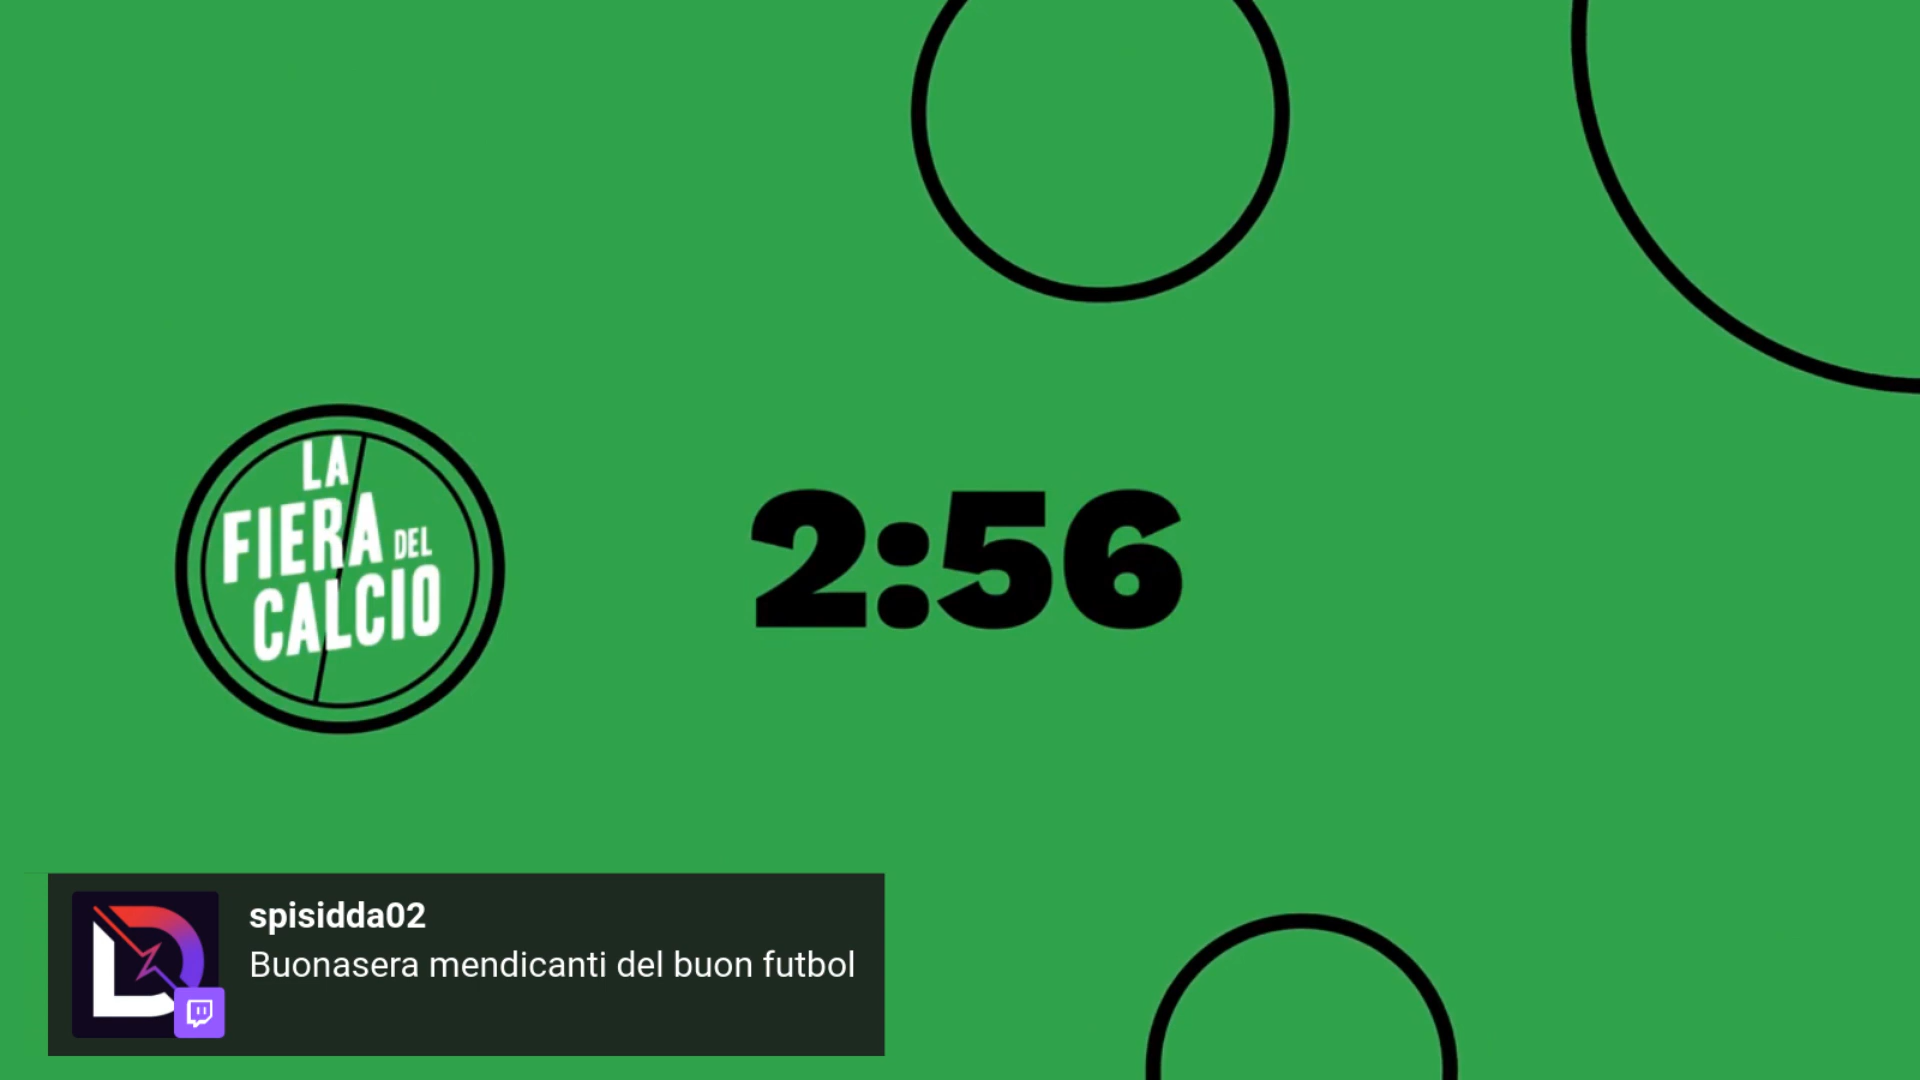 LA
FIERA DEL
CALCIO
2:56
spisidda02
Buonasera mendicanti del buon futbol